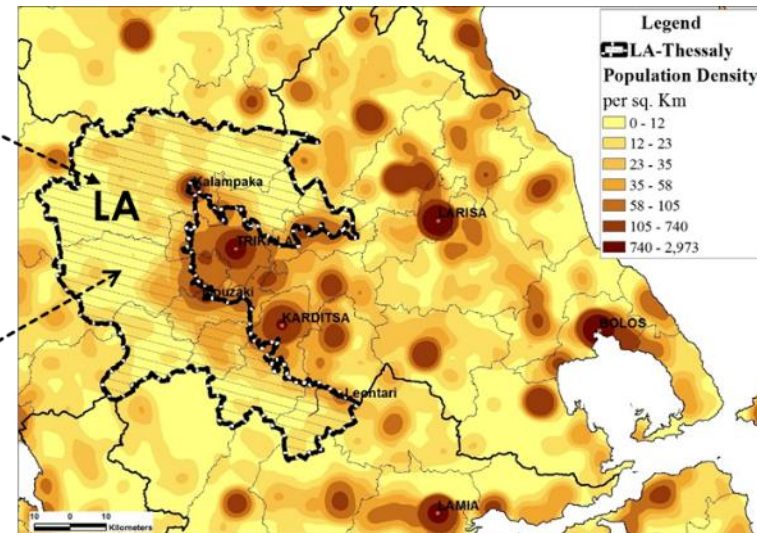 Legend
LA-Thessaly
Population Density
per sq. Km
0 - 12
12 - 23
23 - 35
35 - 58
58 - 105
105 - 740
740 - 2,973
Kalampaka
LA
LARISA
TRIKALA
Mouzaki
KARDITSA
BOLOS
Leontari
LAMIA
10 0 10
Kilometers